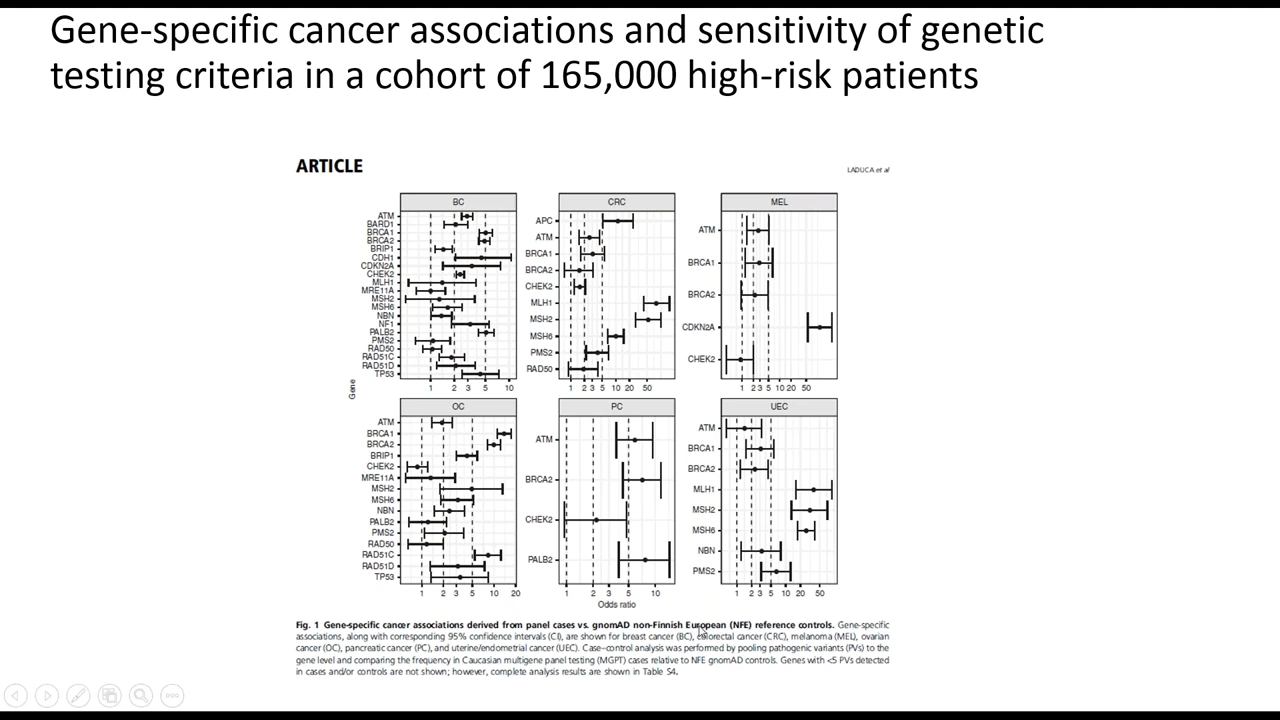 Gene-specific cancer associations and sensitivity of genetic
testing criteria in a cohort of 165,000 high-risk patients
ARTICLE
LADUCA et al
BC
ATM
BARD1
BRCA1
BRCA2
BRIP1
CDH1
CDKN2A
CHEK2
MLH1
MRE11A
MSH2
MSH6
NBN
NF1
PALB2
PMS2
RAD50
RAD51C
RAD51D
TP53
1 2 3 5 10
CRC
APC
ATM
BRCA1
BRCA2
CHEK2
MLH1
MSH2
MSH6
PMS2
RAD50
1 2 3 5 10 20 50
MEL
ATM
BRCA1
BRCA2
CDKN2A
CHEK2
1 2 3 5 10 20 50
Gene
OC
ATM
BRCA1
BRCA2
BRIP1
CHEK2
MRE11A
MSH2
MSH6
NBN
PALB2
PMS2
RAD50
RAD51C
RAD51D
TP53
1 2 3 5 10 20
PC
ATM
BRCA2
CHEK2
PALB2
1 2 3 5 10
UEC
ATM
BRCA1
BRCA2
MLH1
MSH2
MSH6
NBN
PMS2
1 2 3 5 10 20 50
Odds ratio
Fig. 1 Gene-specific cancer associations derived from panel cases vs. gnomAD non-Finnish European (NFE) reference controls. Gene-specific
associations, along with corresponding 95% confidence intervals (CI), are shown for breast cancer (BC), colorectal cancer (CRC), melanoma (MEL), ovarian
cancer (OC), pancreatic cancer (PC), and uterine/endometrial cancer (UEC). Case–control analysis was performed by pooling pathogenic variants (PVs) to the
gene level and comparing the frequency in Caucasian multigene panel testing (MGPT) cases relative to NFE gnomAD controls. Genes with <5 PVs detected
in cases and/or controls are not shown; however, complete analysis results are shown in Table S4.